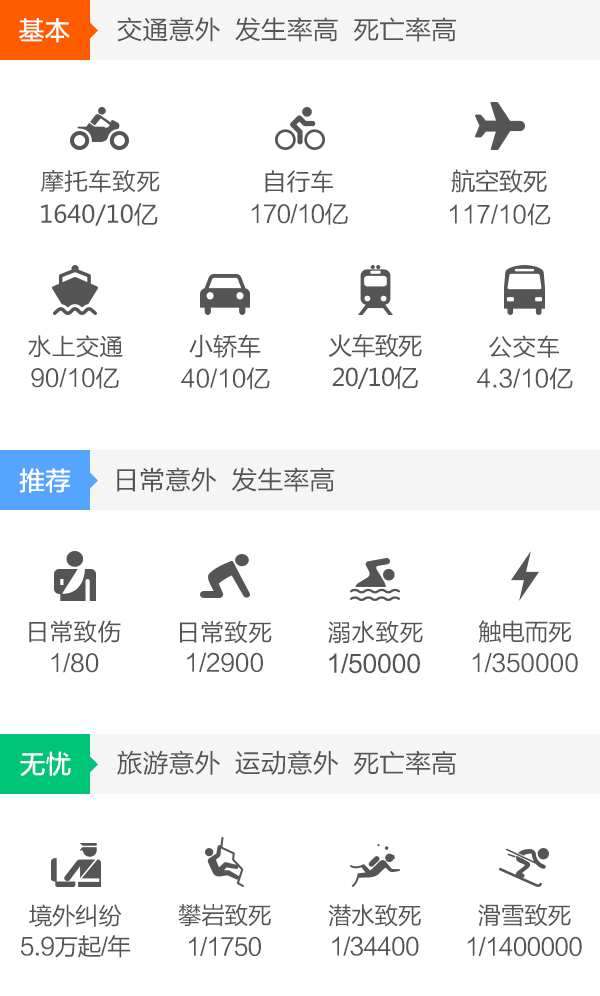 基本 交通意外 发生率高 死亡率高
摩托车致死 自行车 航空致死
1640/10亿 170/10亿 117/10亿
水上交通 小轿车 火车致死 公交车
90/10亿 40/10亿 20/10亿 4.3/10亿
推荐 日常意外 发生率高
日常致伤 日常致死 溺水致死 触电而死
1/80 1/2900 1/50000 1/350000
无忧 旅游意外 运动意外 死亡率高
境外纠纷 攀岩致死 潜水致死 滑雪致死
5.9万起/年 1/1750 1/34400 1/1400000